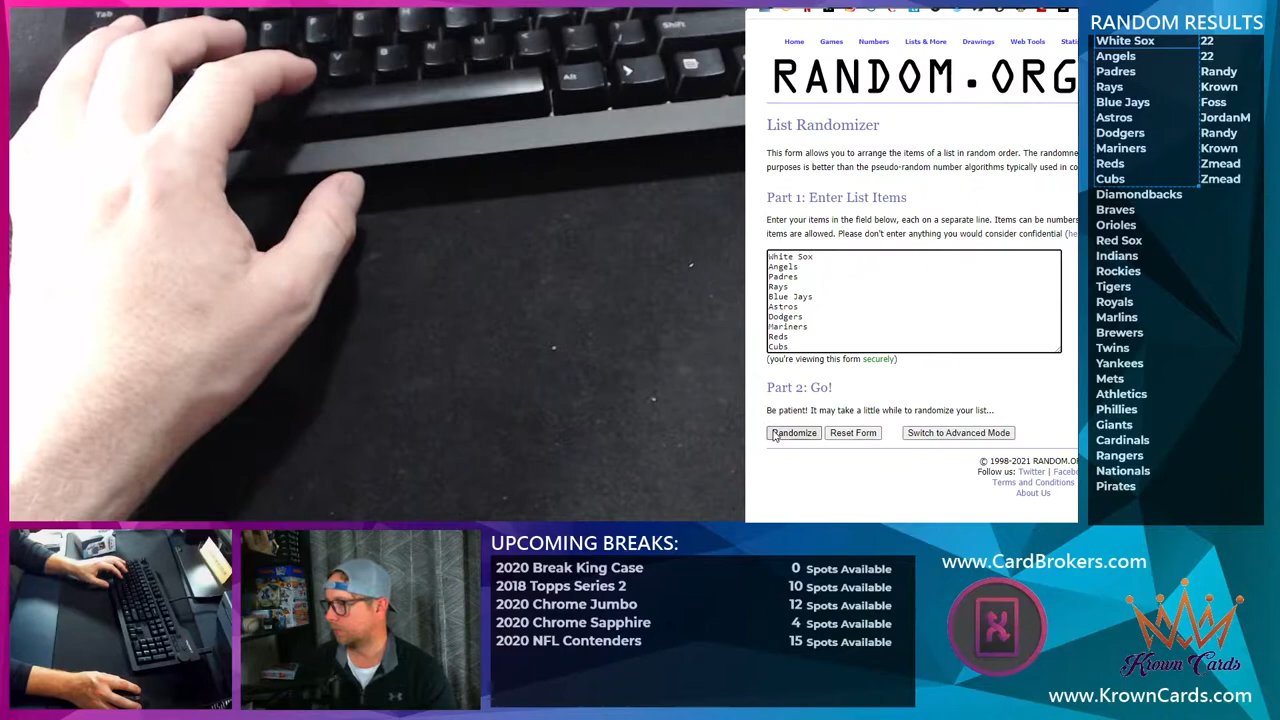 D
F
V
Alt
Shift
Home Games Numbers Lists & More Drawings Web Tools Stati
RANDOM.ORG
List Randomizer
This form allows you to arrange the items of a list in random order. The randomne
purposes is better than the pseudo-random number algorithms typically used in co
Part 1: Enter List Items
Enter your items in the field below, each on a separate line. Items can be numbers
items are allowed. Please don't enter anything you would consider confidential (he
White Sox
Angels
Padres
Rays
Blue Jays
Astros
Dodgers
Mariners
Reds
Cubs
(you're viewing this form securely)
Part 2: Go!
Be patient! It may take a little while to randomize your list...
Randomize Reset Form Switch to Advanced Mode
© 1998-2021 RANDOM.OR
Follow us: Twitter | Facebo
Terms and Conditions
About Us
RANDOM RESULTS
White Sox 22
Angels 22
Padres Randy
Rays Krown
Blue Jays Foss
Astros JordanM
Dodgers Randy
Mariners Krown
Reds Zmead
Cubs Zmead
Diamondbacks
Braves
Orioles
Red Sox
Indians
Rockies
Tigers
Royals
Marlins
Brewers
Twins
Yankees
Mets
Athletics
Phillies
Giants
Cardinals
Rangers
Nationals
Pirates
UPCOMING BREAKS:
2020 Break King Case 0 Spots Available
2018 Topps Series 2 10 Spots Available
2020 Chrome Jumbo 12 Spots Available
2020 Chrome Sapphire 4 Spots Available
2020 NFL Contenders 15 Spots Available
www.CardBrokers.com
Krown Cards
www.KrownCards.com